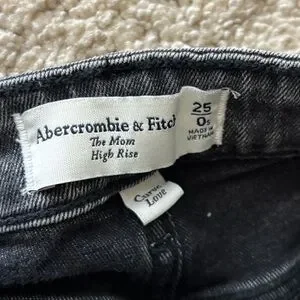 Abercrombie & Fitch
The Mom
High Rise
25
0s
MADE IN
VIETNAM
Curve
Love